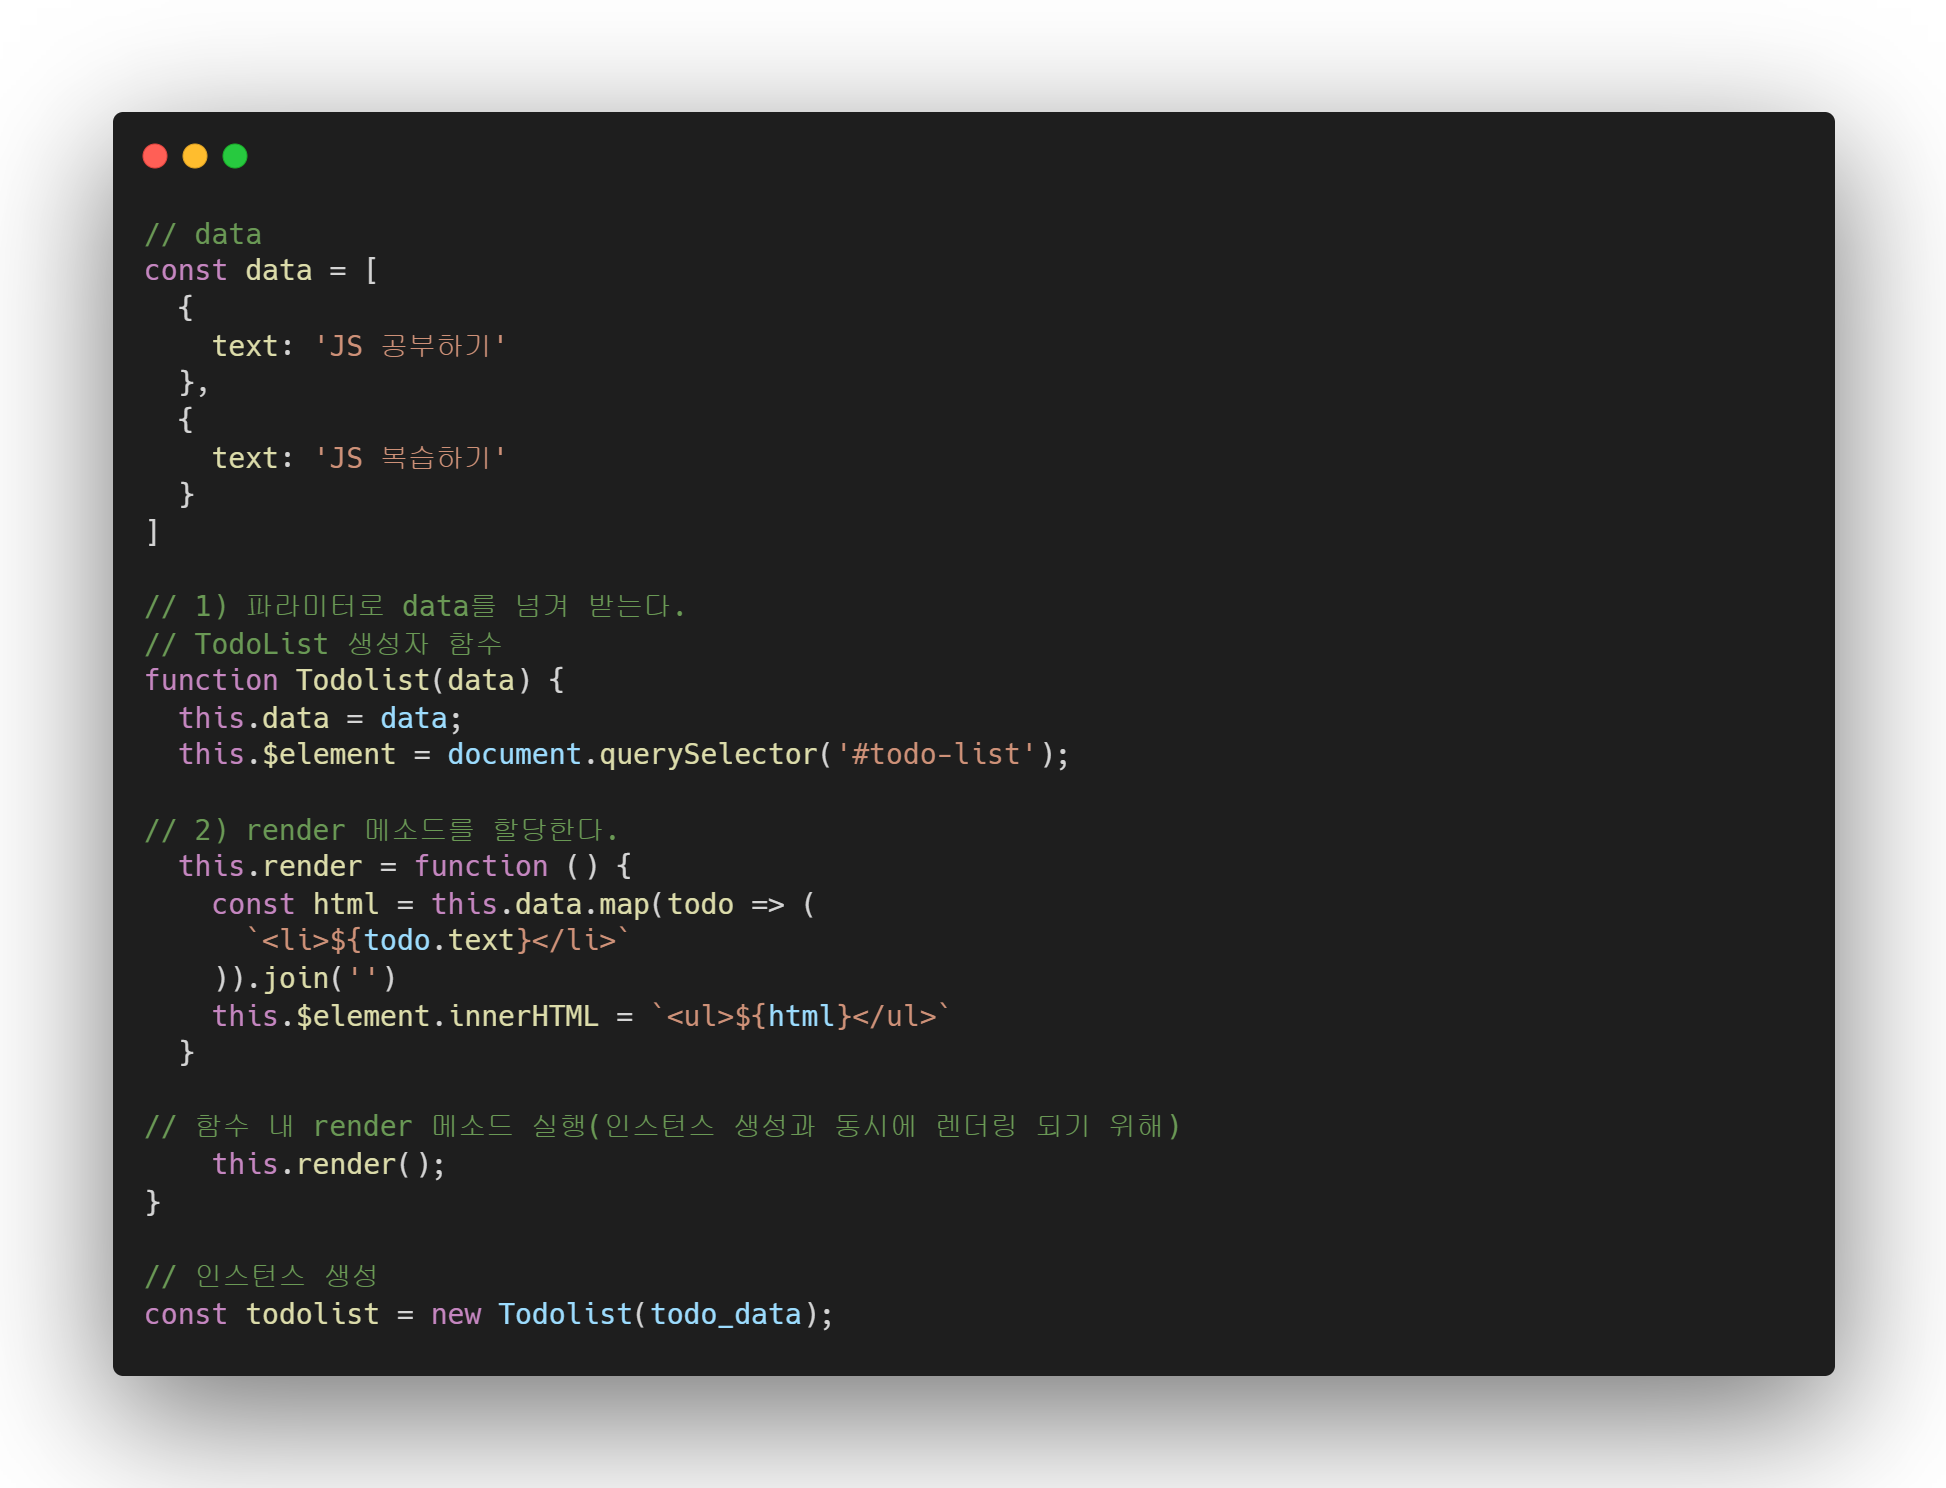 // data
const data = [
  {
    text: 'JS 공부하기'
  },
  {
    text: 'JS 복습하기'
  }
]

// 1) 파라미터로 data를 넘겨 받는다.
// TodoList 생성자 함수
function Todolist(data) {
  this.data = data;
  this.$element = document.querySelector('#todo-list');

// 2) render 메소드를 할당한다.
  this.render = function () {
    const html = this.data.map(todo => (
      `<li>${todo.text}</li>`
    )).join('')
    this.$element.innerHTML = `<ul>${html}</ul>`
  }

// 함수 내 render 메소드 실행(인스턴스 생성과 동시에 렌더링 되기 위해)
    this.render();
}

// 인스턴스 생성
const todolist = new Todolist(todo_data);